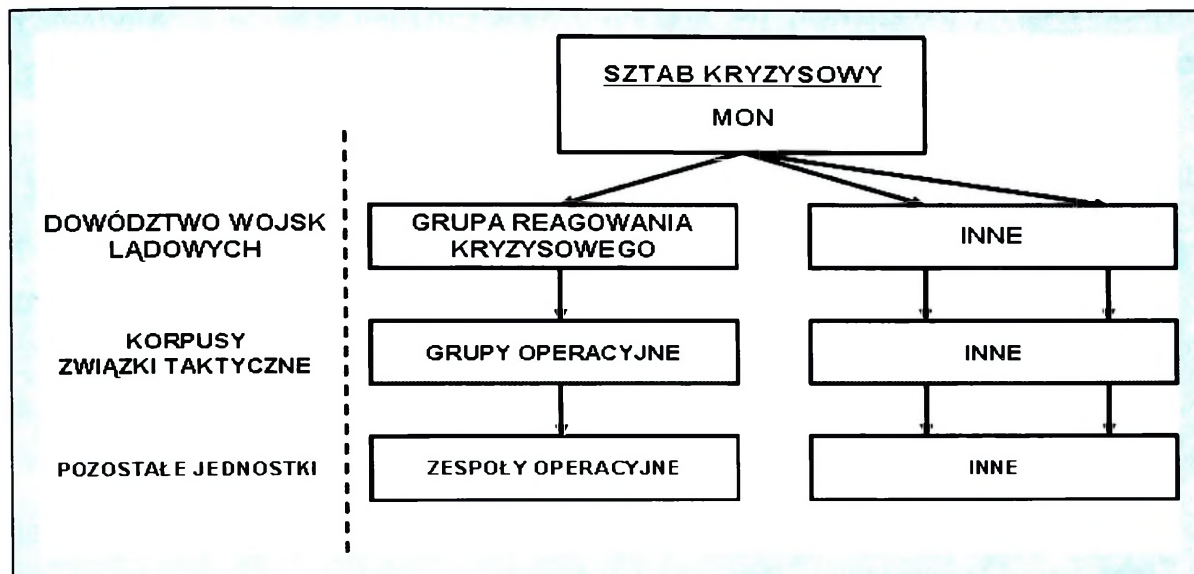 SZTAB KRYZYSOWY
MON
DOWÓDZTWO WOJSK
LĄDOWYCH
GRUPA REAGOWANIA
KRYZYSOWEGO
INNE
KORPUSY
ZWIĄZKI TAKTYCZNE
GRUPY OPERACYJNE
INNE
POZOSTAŁE JEDNOSTKI
ZESPOŁY OPERACYJNE
INNE